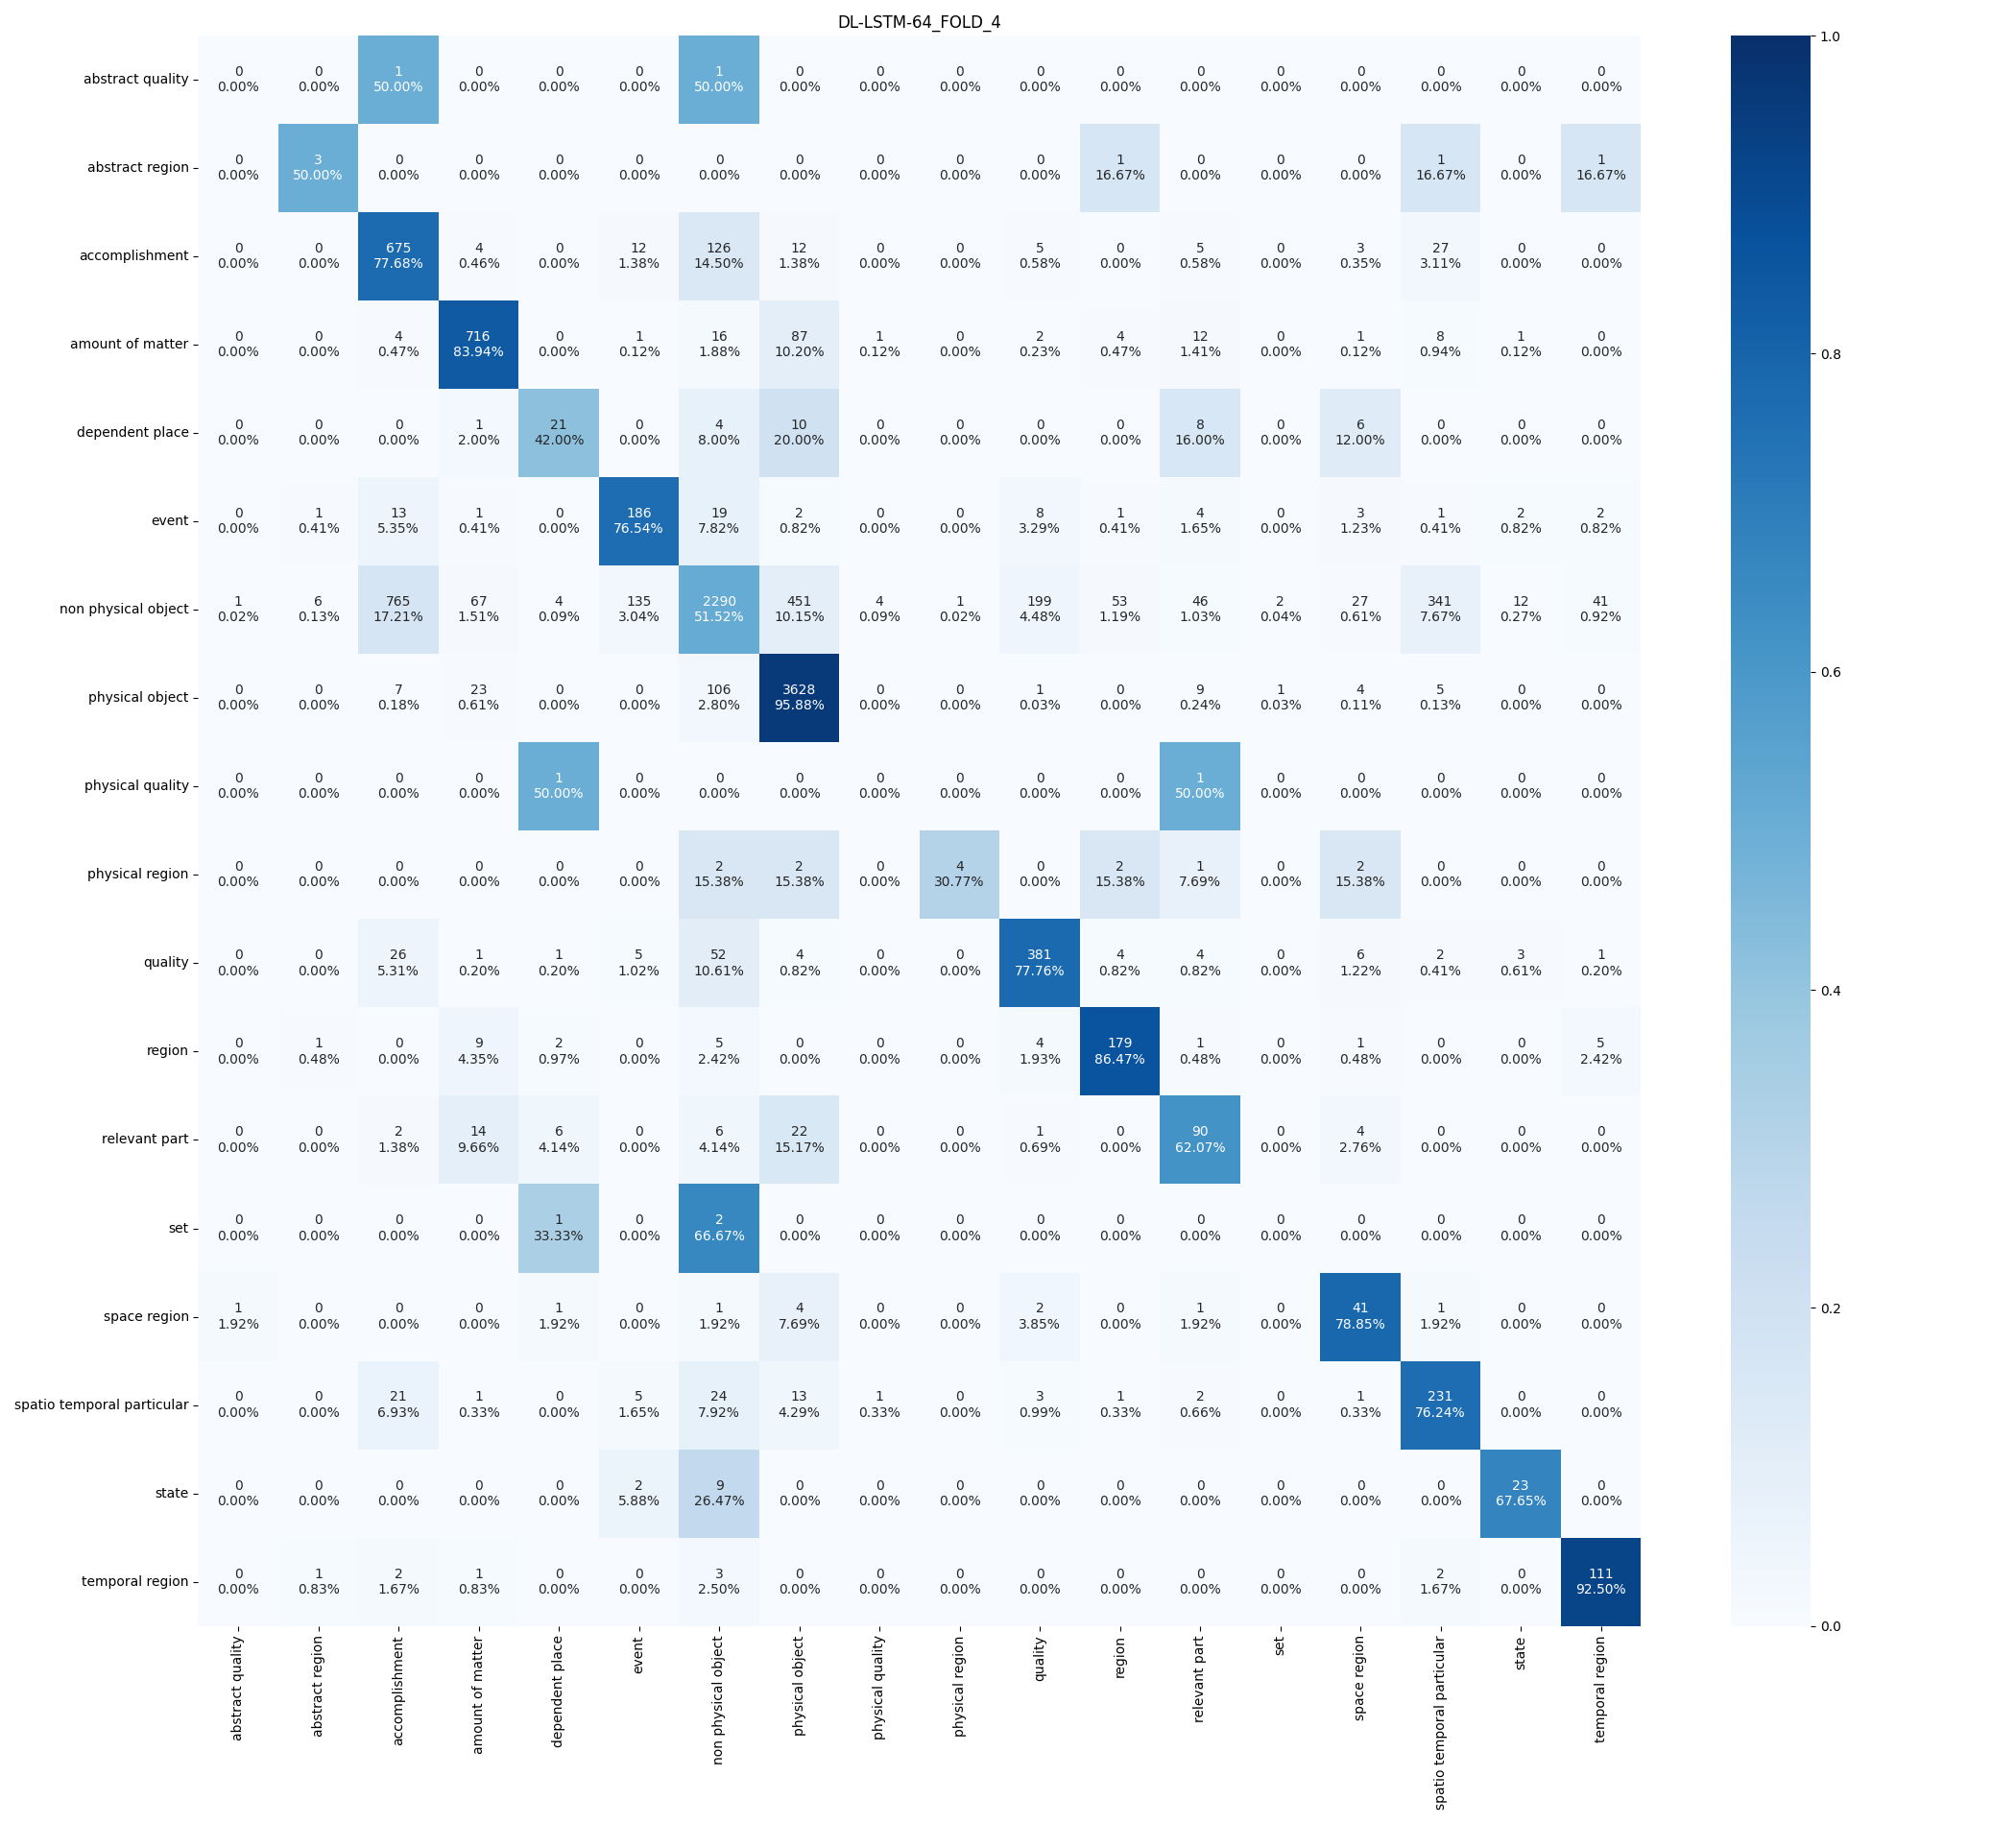 DL-LSTM-64_FOLD_4
abstract quality 0 0 1 0 0 0 1 0 0 0 0 0 0 0 0 0 0 0
0.00% 0.00% 50.00% 0.00% 0.00% 0.00% 50.00% 0.00% 0.00% 0.00% 0.00% 0.00% 0.00% 0.00% 0.00% 0.00% 0.00% 0.00%
abstract region 0 3 0 0 0 0 0 0 0 0 0 1 0 0 0 1 0 1
0.00% 50.00% 0.00% 0.00% 0.00% 0.00% 0.00% 0.00% 0.00% 0.00% 0.00% 16.67% 0.00% 0.00% 0.00% 16.67% 0.00% 16.67%
accomplishment 0 0 675 4 0 12 126 12 0 0 5 0 5 0 3 27 0 0
0.00% 0.00% 77.68% 0.46% 0.00% 1.38% 14.50% 1.38% 0.00% 0.00% 0.58% 0.00% 0.58% 0.00% 0.35% 3.11% 0.00% 0.00%
amount of matter 0 0 4 716 0 1 16 87 1 0 2 4 12 0 1 8 1 0
0.00% 0.00% 0.47% 83.94% 0.00% 0.12% 1.88% 10.20% 0.12% 0.00% 0.23% 0.47% 1.41% 0.00% 0.12% 0.94% 0.12% 0.00%
dependent place 0 0 0 1 21 0 4 10 0 0 0 0 8 0 6 0 0 0
0.00% 0.00% 0.00% 2.00% 42.00% 0.00% 8.00% 20.00% 0.00% 0.00% 0.00% 0.00% 16.00% 0.00% 12.00% 0.00% 0.00% 0.00%
event 0 1 13 1 0 186 19 2 0 0 8 1 4 0 3 1 2 2
0.00% 0.41% 5.35% 0.41% 0.00% 76.54% 7.82% 0.82% 0.00% 0.00% 3.29% 0.41% 1.65% 0.00% 1.23% 0.41% 0.82% 0.82%
non physical object 1 6 765 67 4 135 2290 451 4 1 199 53 46 2 27 341 12 41
0.02% 0.13% 17.21% 1.51% 0.09% 3.04% 51.52% 10.15% 0.09% 0.02% 4.48% 1.19% 1.03% 0.04% 0.61% 7.67% 0.27% 0.92%
physical object 0 0 7 23 0 0 106 3628 0 0 1 0 9 1 4 5 0 0
0.00% 0.00% 0.18% 0.61% 0.00% 0.00% 2.80% 95.88% 0.00% 0.00% 0.03% 0.00% 0.24% 0.03% 0.11% 0.13% 0.00% 0.00%
physical quality 0 0 0 0 1 0 0 0 0 0 0 0 1 0 0 0 0 0
0.00% 0.00% 0.00% 0.00% 50.00% 0.00% 0.00% 0.00% 0.00% 0.00% 0.00% 0.00% 50.00% 0.00% 0.00% 0.00% 0.00% 0.00%
physical region 0 0 0 0 0 0 2 2 0 4 0 2 1 0 2 0 0 0
0.00% 0.00% 0.00% 0.00% 0.00% 0.00% 15.38% 15.38% 0.00% 30.77% 0.00% 15.38% 7.69% 0.00% 15.38% 0.00% 0.00% 0.00%
quality 0 0 26 1 1 5 52 4 0 0 381 4 4 0 6 2 3 1
0.00% 0.00% 5.31% 0.20% 0.20% 1.02% 10.61% 0.82% 0.00% 0.00% 77.76% 0.82% 0.82% 0.00% 1.22% 0.41% 0.61% 0.20%
region 0 1 0 9 2 0 5 0 0 0 4 179 1 0 1 0 0 5
0.00% 0.48% 0.00% 4.35% 0.97% 0.00% 2.42% 0.00% 0.00% 0.00% 1.93% 86.47% 0.48% 0.00% 0.48% 0.00% 0.00% 2.42%
relevant part 0 0 2 14 6 0 6 22 0 0 1 0 90 0 4 0 0 0
0.00% 0.00% 1.38% 9.66% 4.14% 0.00% 4.14% 15.17% 0.00% 0.00% 0.69% 0.00% 62.07% 0.00% 2.76% 0.00% 0.00% 0.00%
set 0 0 0 0 1 0 2 0 0 0 0 0 0 0 0 0 0 0
0.00% 0.00% 0.00% 0.00% 33.33% 0.00% 66.67% 0.00% 0.00% 0.00% 0.00% 0.00% 0.00% 0.00% 0.00% 0.00% 0.00% 0.00%
space region 1 0 0 0 1 0 1 4 0 0 2 0 1 0 41 1 0 0
1.92% 0.00% 0.00% 0.00% 1.92% 0.00% 1.92% 7.69% 0.00% 0.00% 3.85% 0.00% 1.92% 0.00% 78.85% 1.92% 0.00% 0.00%
spatio temporal particular 0 0 21 1 0 5 24 13 1 0 3 1 2 0 1 231 0 0
0.00% 0.00% 6.93% 0.33% 0.00% 1.65% 7.92% 4.29% 0.33% 0.00% 0.99% 0.33% 0.66% 0.00% 0.33% 76.24% 0.00% 0.00%
state 0 0 0 0 0 2 9 0 0 0 0 0 0 0 0 0 23 0
0.00% 0.00% 0.00% 0.00% 0.00% 5.88% 26.47% 0.00% 0.00% 0.00% 0.00% 0.00% 0.00% 0.00% 0.00% 0.00% 67.65% 0.00%
temporal region 0 1 2 1 0 0 3 0 0 0 0 0 0 0 0 2 0 111
0.00% 0.83% 1.67% 0.83% 0.00% 0.00% 2.50% 0.00% 0.00% 0.00% 0.00% 0.00% 0.00% 0.00% 0.00% 1.67% 0.00% 92.50%
abstract quality
abstract region
accomplishment
amount of matter
dependent place
event
non physical object
physical object
physical quality
physical region
quality
region
relevant part
set
space region
spatio temporal particular
state
temporal region
1.0
0.8
0.6
0.4
0.2
0.0